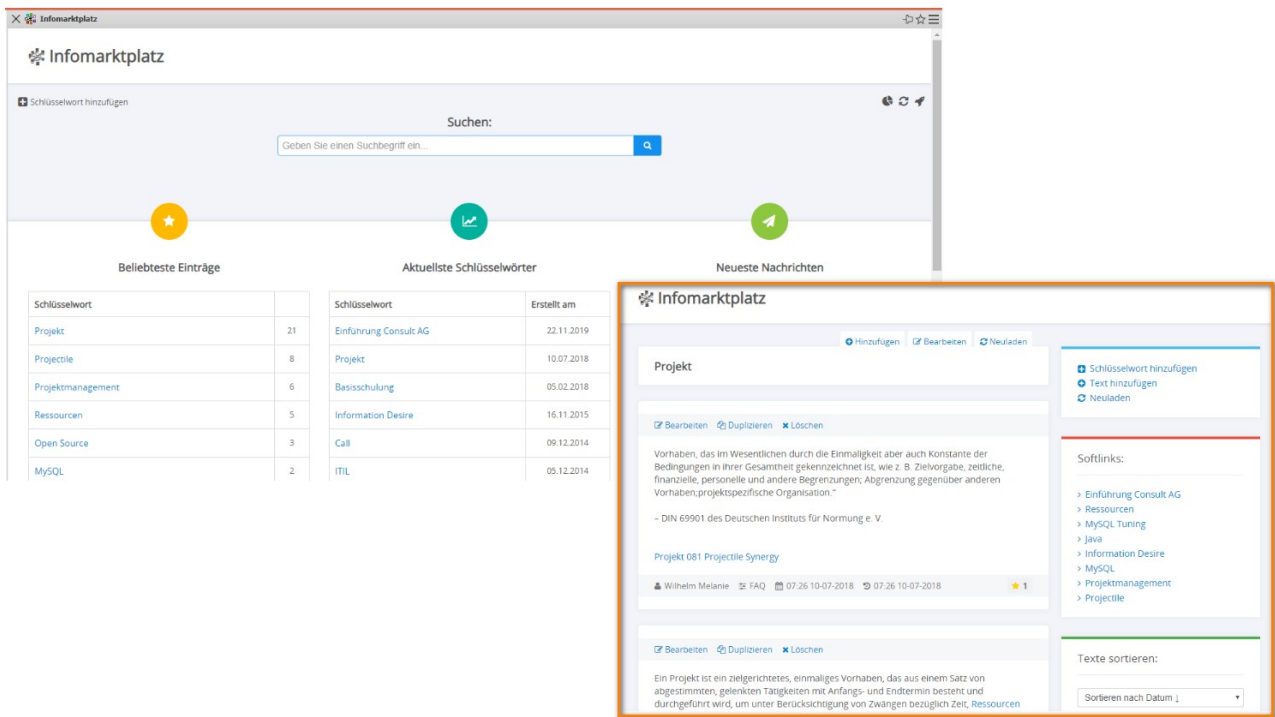 Infomarktplatz
Infomarktplatz
Schlüsselwort hinzufügen
Suchen:
Geben Sie einen Suchbegriff ein...
Beliebteste Einträge
Schlüsselwort
Projekt 21
Projectile 8
Projektmanagement 6
Ressourcen 5
Open Source 3
MySQL 2
Aktuellste Schlüsselwörter
Schlüsselwort Erstellt am
Einführung Consult AG 22.11.2019
Projekt 10.07.2018
Basisschulung 05.02.2018
Information Desire 16.11.2015
Call 09.12.2014
ITIL 05.12.2014
Neueste Nachrichten
Infomarktplatz
Hinzufügen Bearbeiten Neuladen
Projekt
Bearbeiten Duplizieren Löschen
Vorhaben, das im Wesentlichen durch die Einmaligkeit aber auch Konstante der
Bedingungen in ihrer Gesamtheit gekennzeichnet ist, wie z. B. Zielvorgabe, zeitliche,
finanzielle, personelle und andere Begrenzungen; Abgrenzung gegenüber anderen
Vorhaben;projektspezifische Organisation."
– DIN 69901 des Deutschen Instituts für Normung e. V.
Projekt 081 Projectile Synergy
Wilhelm Melanie FAQ 07:26 10-07-2018 07:26 10-07-2018 1
Bearbeiten Duplizieren Löschen
Ein Projekt ist ein zielgerichtetes, einmaliges Vorhaben, das aus einem Satz von
abgestimmten, gelenkten Tätigkeiten mit Anfangs- und Endtermin besteht und
durchgeführt wird, um unter Berücksichtigung von Zwängen bezüglich Zeit, Ressourcen
Schlüsselwort hinzufügen
Text hinzufügen
Neuladen
Softlinks:
> Einführung Consult AG
> Ressourcen
> MySQL Tuning
> Java
> Information Desire
> MySQL
> Projektmanagement
> Projectile
Texte sortieren:
Sortieren nach Datum ↓